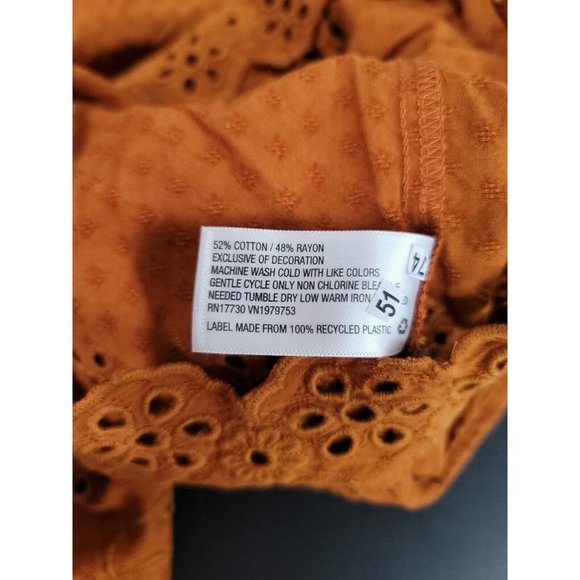 52% COTTON / 48% RAYON
EXCLUSIVE OF DECORATION
MACHINE WASH COLD WITH LIKE COLORS
GENTLE CYCLE ONLY NON CHLORINE
NEEDED TUMBLE DRY LOW WARM IRON
RN17730 VN1979753
LABEL MADE FROM 100% RECYCLED PLASTIC
51
74